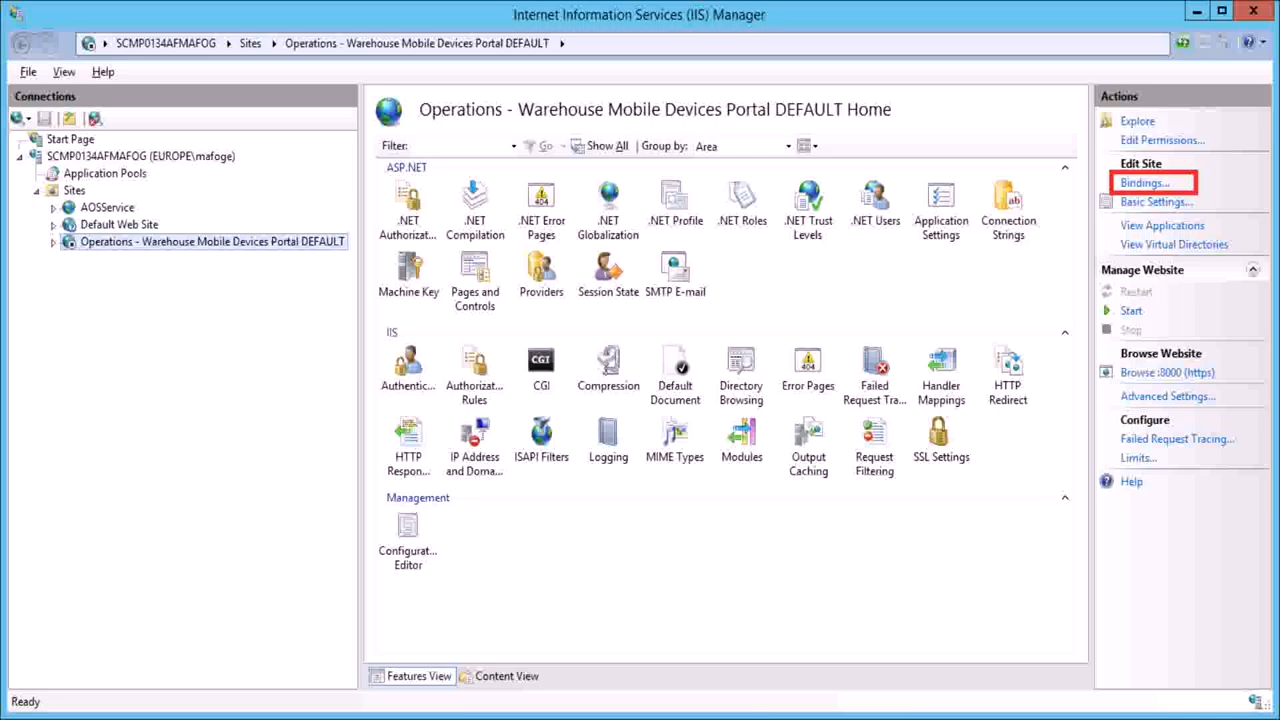 Internet Information Services (IIS) Manager
SCMP0134AFMAFOG
Sites
Operations - Warehouse Mobile Devices Portal DEFAULT
File
View
Help
Connections
Start Page
SCMP0134AFMAFOG (EUROPE\mafoge)
Application Pools
Sites
AOSService
Default Web Site
Operations - Warehouse Mobile Devices Portal DEFAULT
Operations - Warehouse Mobile Devices Portal DEFAULT Home
Filter:
Go
Show All
Group by:
Area
ASP.NET
.NET
Authorizat...
.NET
Compilation
404
.NET Error
Pages
.NET
Globalization
.NET Profile
.NET Roles
.NET Trust
Levels
.NET Users
Application
Settings
ab
Connection
Strings
Machine Key
Pages and
Controls
Providers
Session State
SMTP E-mail
IIS
Authentic...
Authorizat...
Rules
CGI
CGI
Compression
Default
Document
Directory
Browsing
404
Error Pages
Failed
Request Tra...
Handler
Mappings
HTTP
Redirect
HTTP
Respon...
IP Address
and Doma...
ISAPI Filters
Logging
MIME Types
Modules
Output
Caching
Request
Filtering
SSL Settings
Management
Configurat...
Editor
Features View
Content View
Actions
Explore
Edit Permissions...
Edit Site
Bindings...
Basic Settings...
View Applications
View Virtual Directories
Manage Website
Restart
Start
Stop
Browse Website
Browse :8000 (https)
Advanced Settings...
Configure
Failed Request Tracing...
Limits...
Help
Ready